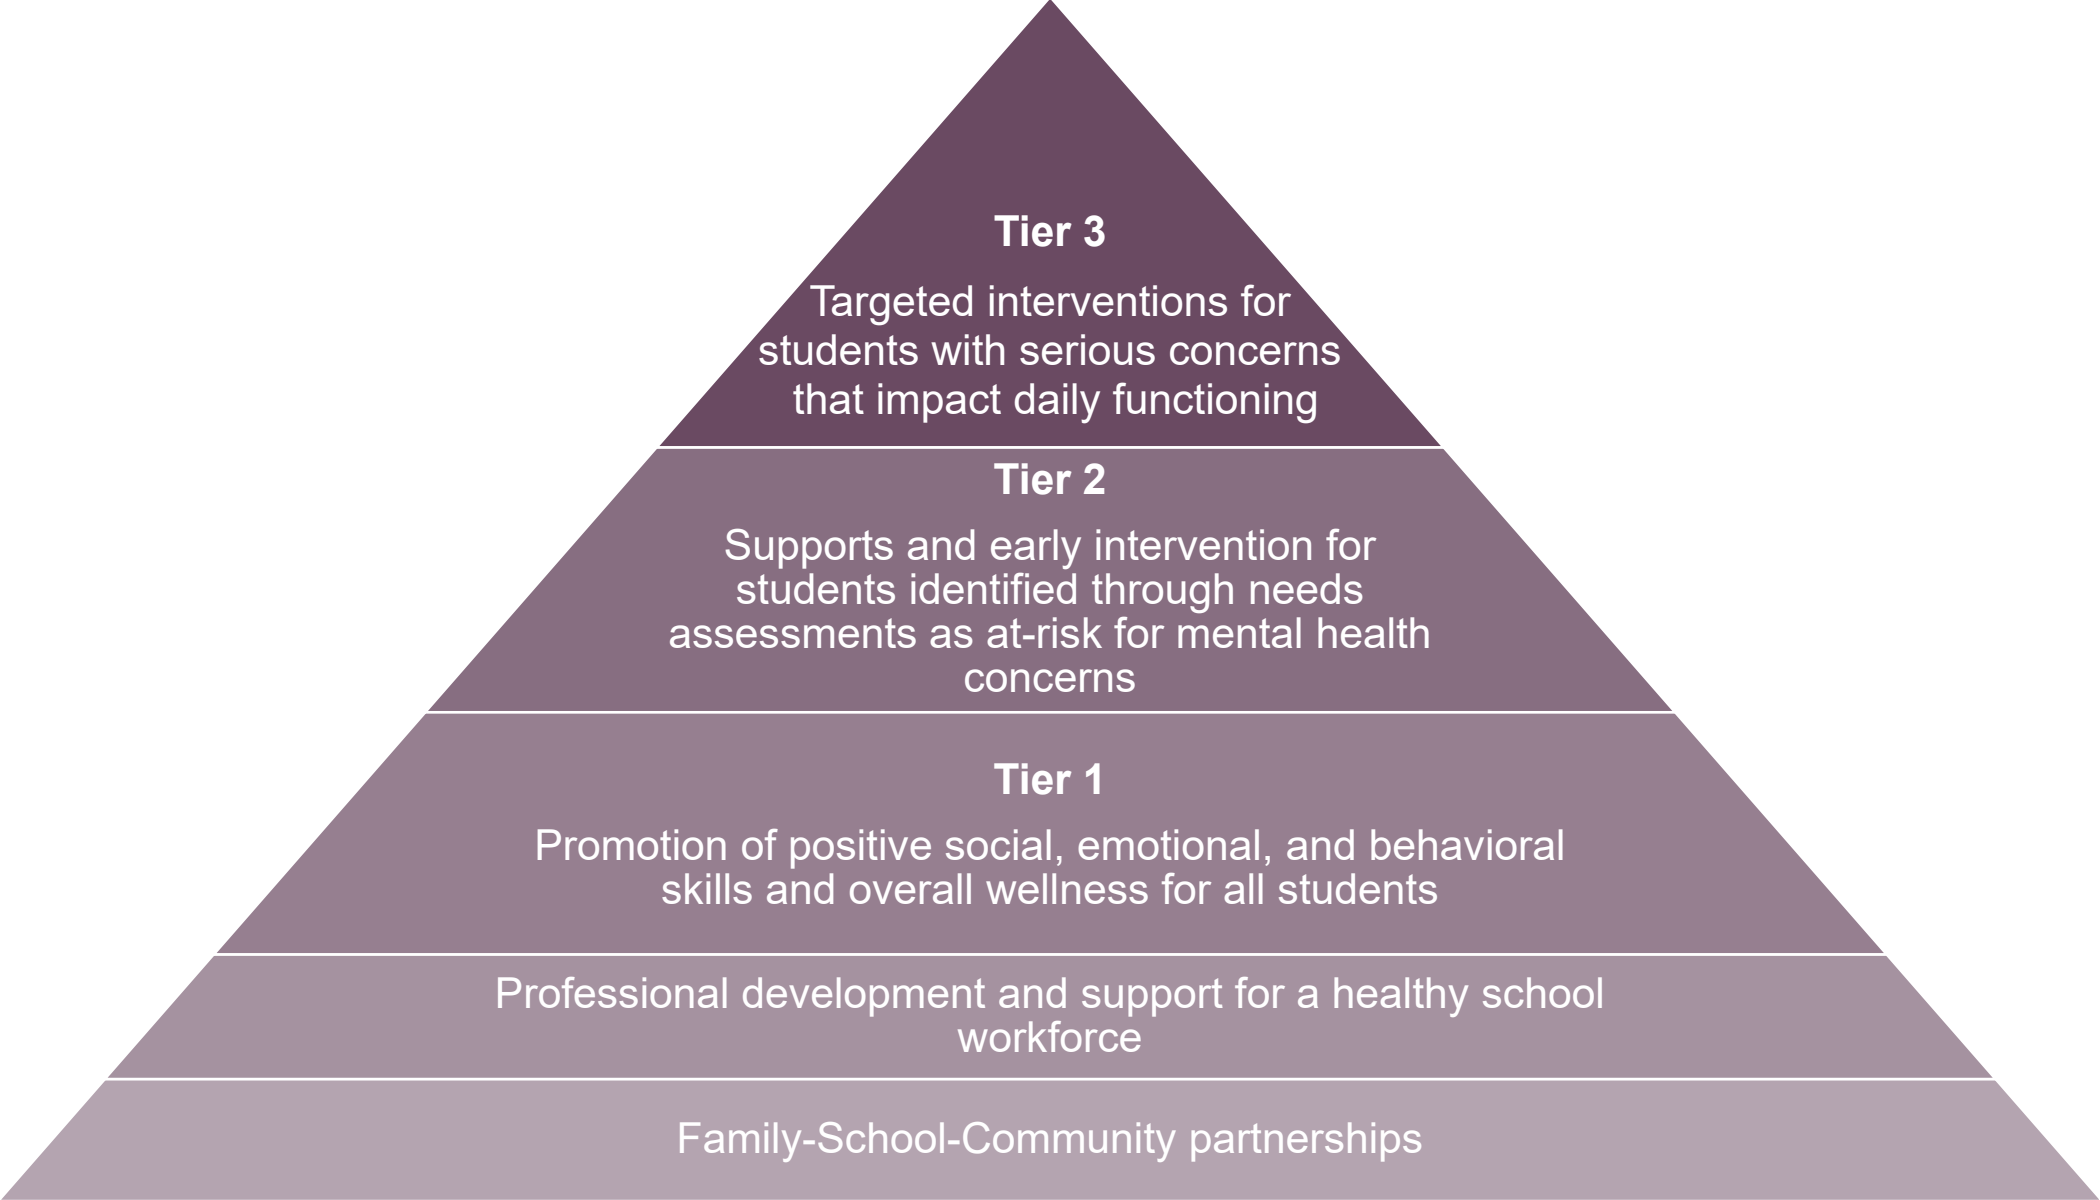 Tier 3
Targeted interventions for
students with serious concerns
that impact daily functioning
Tier 2
Supports and early intervention for
students identified through needs
assessments as at-risk for mental health
concerns
Tier 1
Promotion of positive social, emotional, and behavioral
skills and overall wellness for all students
Professional development and support for a healthy school
workforce
Family-School-Community partnerships